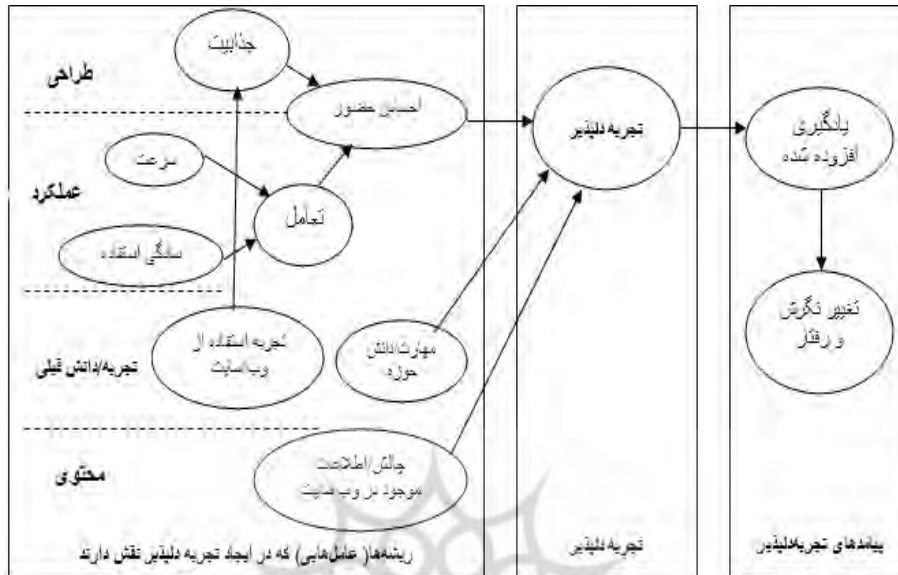 طراحی
جذابیت
احساس حضور
عملکرد
سرعت
تعامل
سادگی استفاده
تجربه/دانش قبلی
تجربه استفاده از
وب سایت
مهارت/دانش
حوزه
محتوی
چالش/اطلاعات
موجود در وب سایت
ریشه‌ها( عامل‌هایی) که در ایجاد تجربه دلپذیر نقش دارند
تجربه دلپذیر
تجربه دلپذیر
یادگیری
افزوده شده
تغییر نگرش
و رفتار
پیامدهای تجربه‌دلپذیر